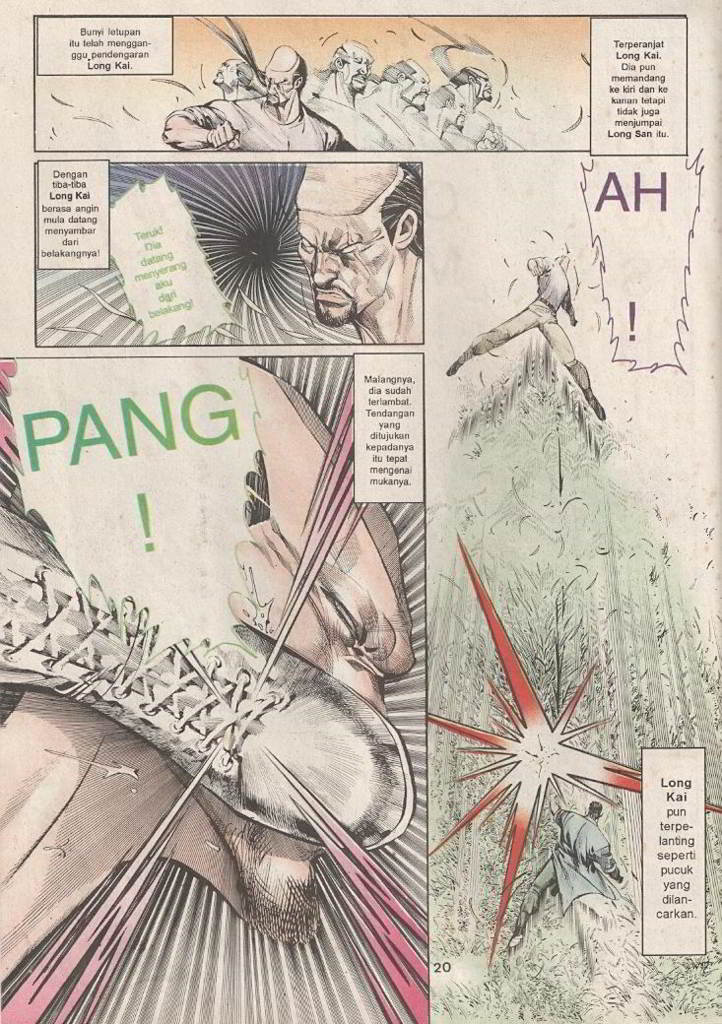 Bunyi letupan
itu telah menggan-
ggu pendengaran
Long Kai.
Terperanjat
Long Kai.
Dia pun
memandang
ke kiri dan ke
kanan tetapi
tidak juga
menjumpai
Long San itu.
Dengan
tiba-tiba
Long Kai
berasa angin
mula datang
menyambar
dari
belakangnya!
Teruk!
Dia
datang
menyerang
aku
dari
belakang!
AH
!
PANG
!
Malangnya,
dia sudah
terlambat.
Tendangan
yang
ditujukan
kepadanya
itu tepat
mengenai
mukanya.
Long
Kai
pun
terpe-
lanting
seperti
pucuk
yang
dilan-
carkan.
20